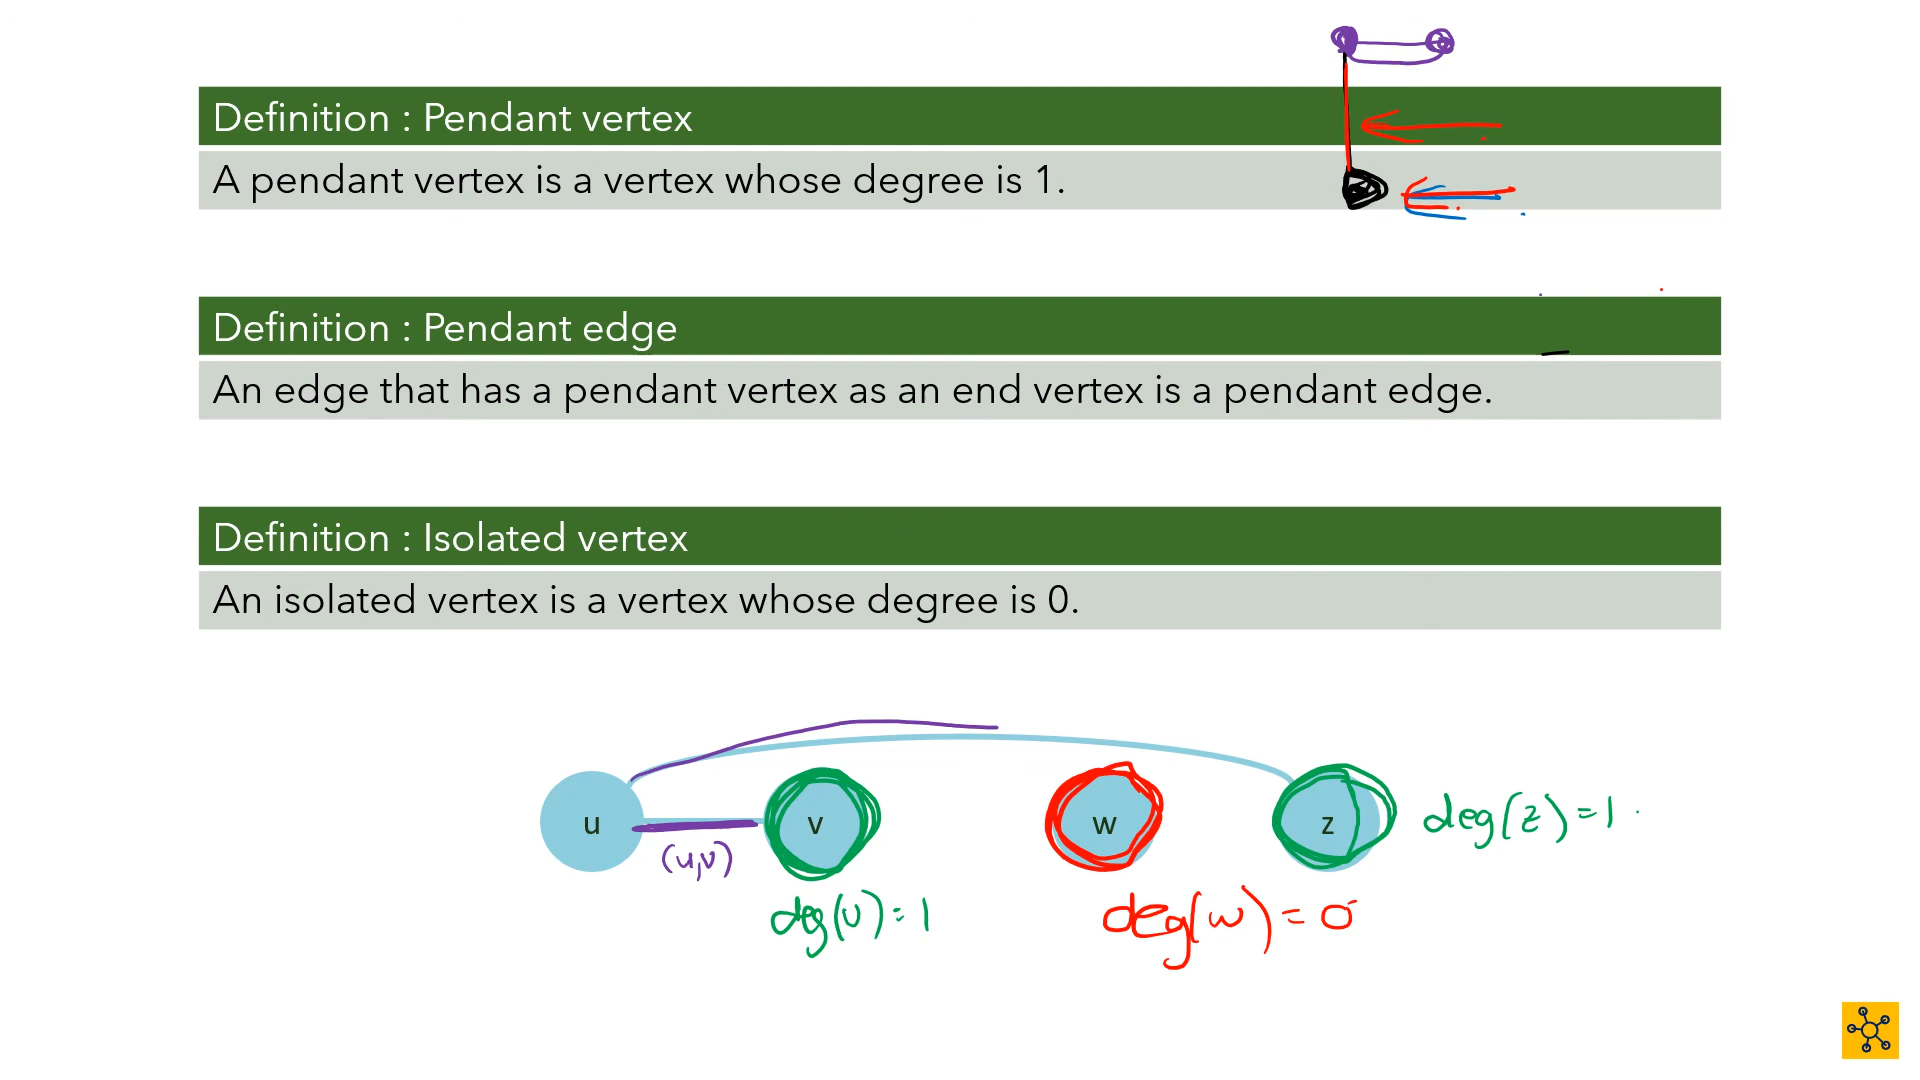 Definition : Pendant vertex
A pendant vertex is a vertex whose degree is 1.
Definition : Pendant edge
An edge that has a pendant vertex as an end vertex is a pendant edge.
Definition : Isolated vertex
An isolated vertex is a vertex whose degree is 0.
u v w z deg(z)=1
(u,v)
deg(v)=1 deg(w)=0